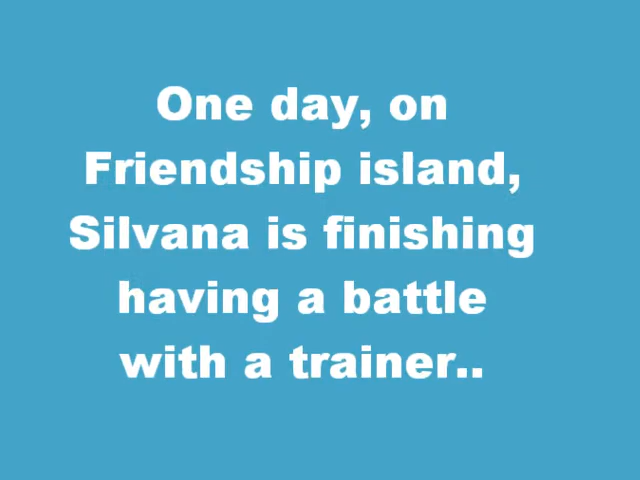 One day, on
Friendship island,
Silvana is finishing
having a battle
with a trainer..